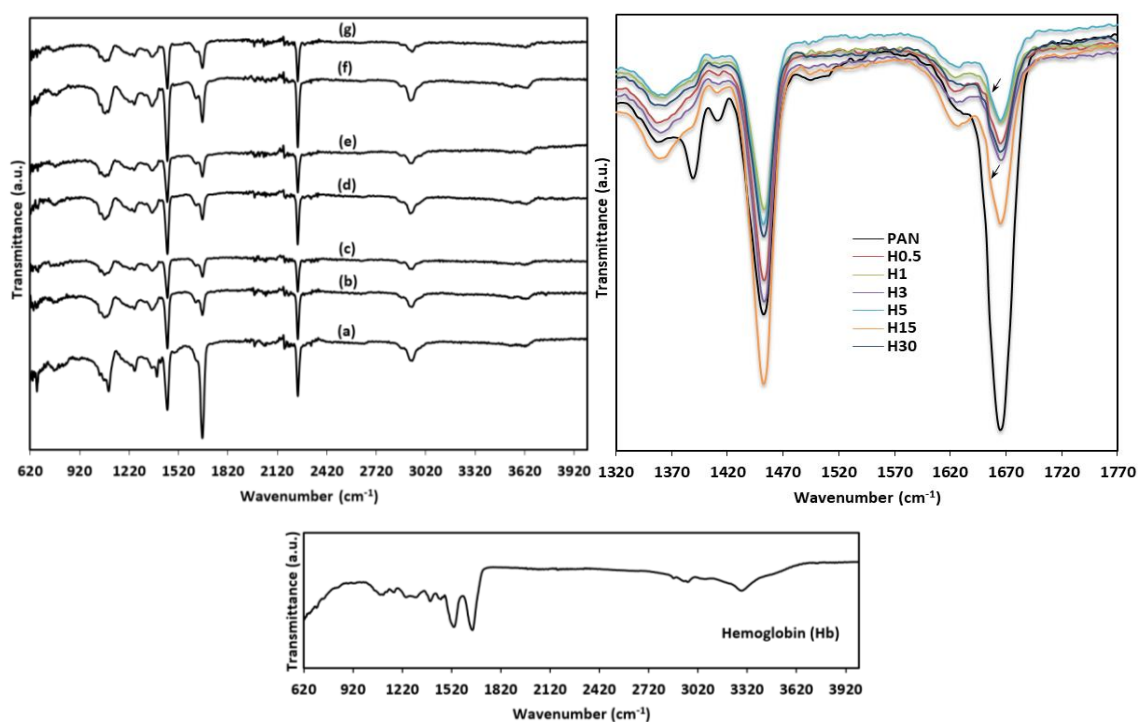 (g)
(f)
(e)
(d)
(c)
(b)
(a)
Transmittance (a.u.)
620 920 1220 1520 1820 2120 2420 2720 3020 3320 3620 3920
Wavenumber (cm-1)
Transmittance (a.u.)
PAN
H0.5
H1
H3
H5
H15
H30
1320 1370 1420 1470 1520 1570 1620 1670 1720 1770
Wavenumber (cm-1)
Transmittance (a.u.)
Hemoglobin (Hb)
620 920 1220 1520 1820 2120 2420 2720 3020 3320 3620 3920
Wavenumber (cm-1)